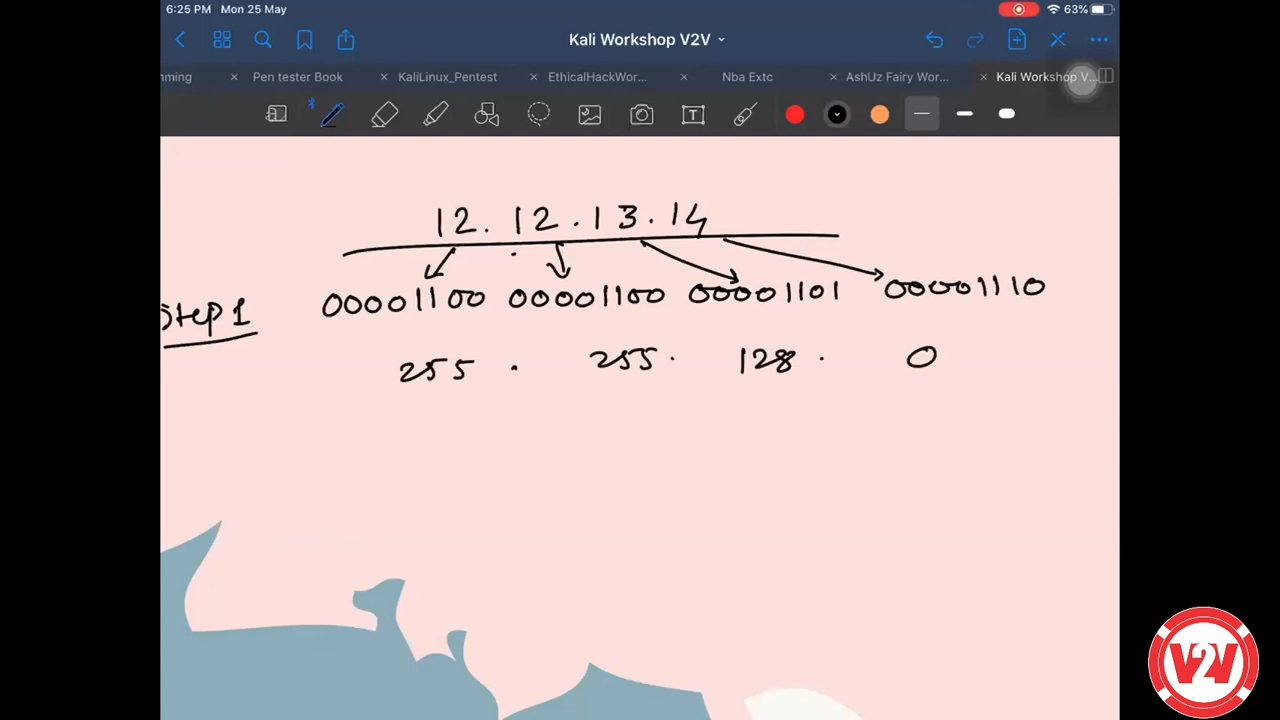 6:25 PM Mon 25 May 63%
Kali Workshop V2V
mming Pen tester Book KaliLinux_Pentest EthicalHackWor... Nba Extc AshUz Fairy Wor... Kali Workshop V...
T
12.12.13.14
00001100 00001100 00001101 00001110
Step 1
255 . 255 . 128 . 0
V2V